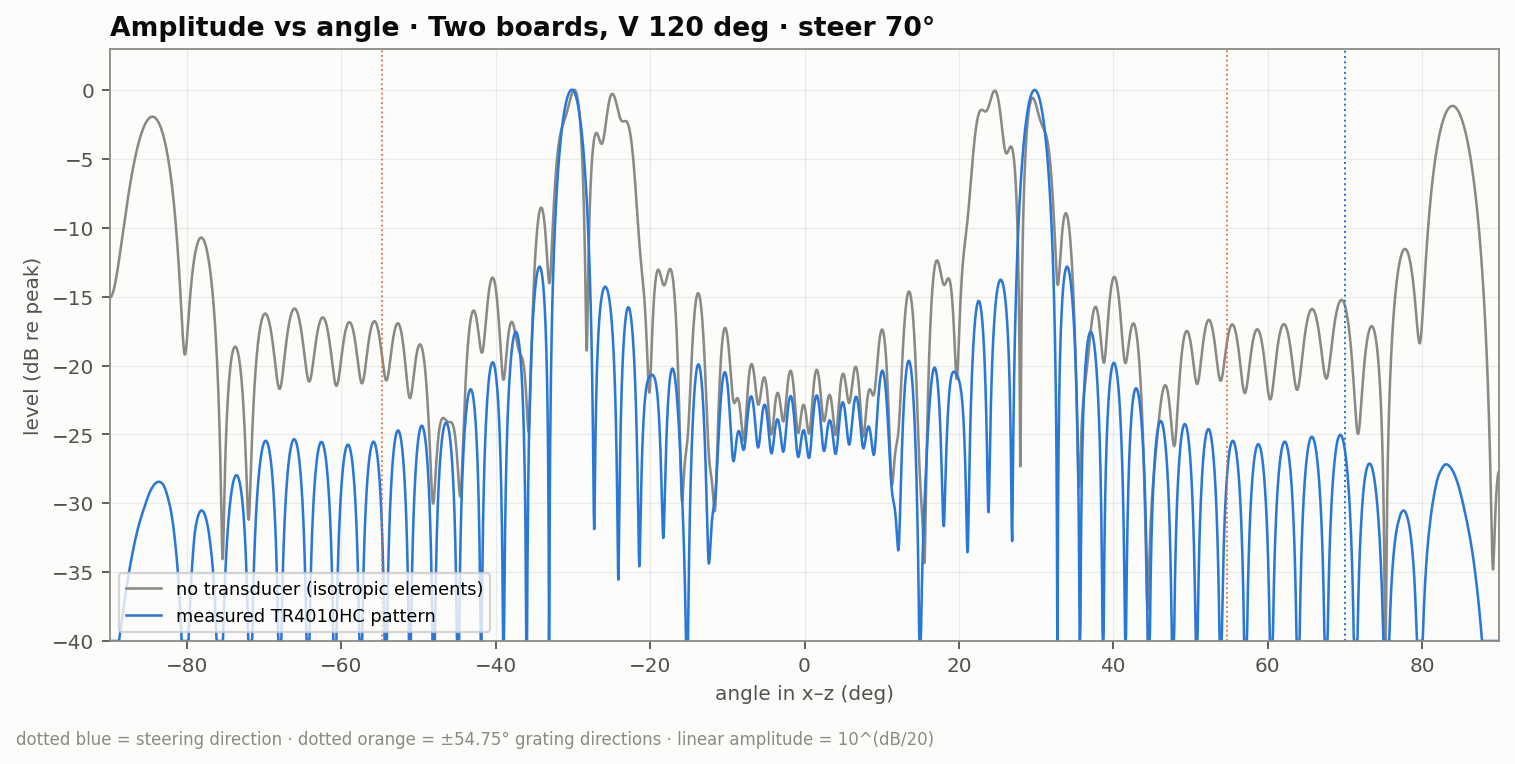 Amplitude vs angle · Two boards, V 120 deg · steer 70°
level (dB re peak)
0
−5
−10
−15
−20
−25
−30
−35
−40
no transducer (isotropic elements)
measured TR4010HC pattern
−80 −60 −40 −20 0 20 40 60 80
angle in x–z (deg)
dotted blue = steering direction · dotted orange = ±54.75° grating directions · linear amplitude = 10^(dB/20)